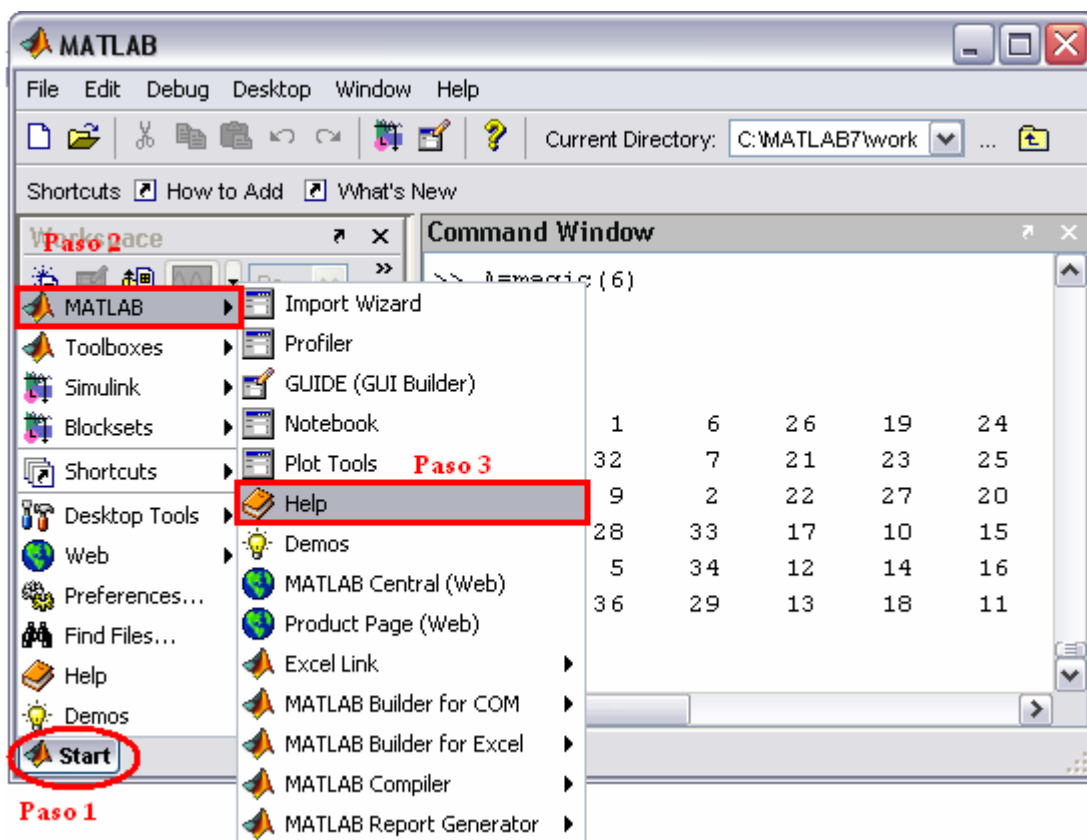 MATLAB
File Edit Debug Desktop Window Help
Current Directory: C:\MATLAB7\work ...
Shortcuts How to Add What's New
Workspace
Paso 2
Command Window
>> A=magic(6)
MATLAB
Toolboxes
Simulink
Blocksets
Shortcuts
Desktop Tools
Web
Preferences...
Find Files...
Help
Demos
Start
Paso 1
Import Wizard
Profiler
GUIDE (GUI Builder)
Notebook
Plot Tools
Paso 3
Help
Demos
MATLAB Central (Web)
Product Page (Web)
Excel Link
MATLAB Builder for COM
MATLAB Builder for Excel
MATLAB Compiler
MATLAB Report Generator
1 6 26 19 24
32 7 21 23 25
9 2 22 27 20
28 33 17 10 15
5 34 12 14 16
36 29 13 18 11